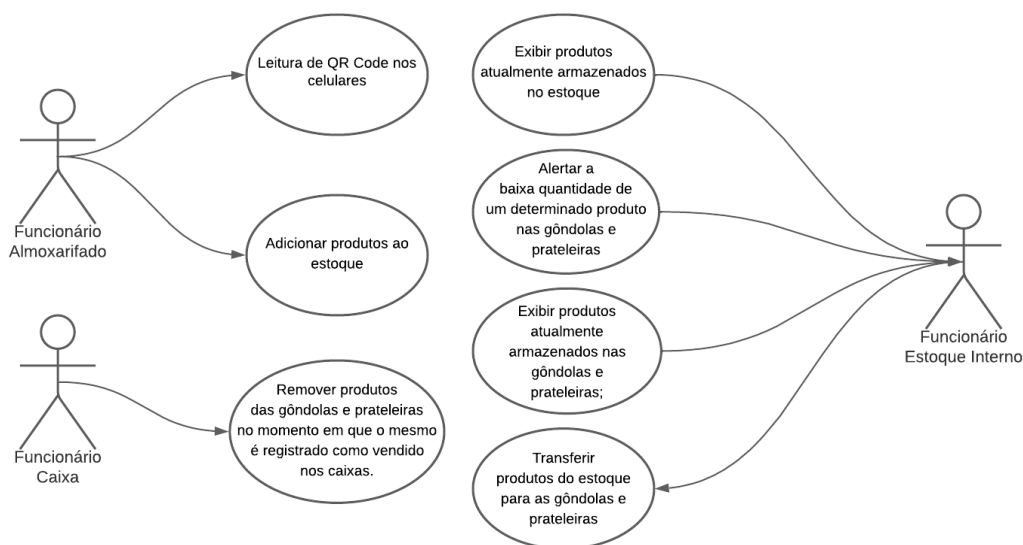 Leitura de QR Code nos
celulares
Exibir produtos
atualmente armazenados
no estoque
Funcionário
Almoxarifado
Adicionar produtos ao
estoque
Alertar a
baixa quantidade de
um determinado produto
nas gôndolas e
prateleiras
Exibir produtos
atualmente
armazenados nas
gôndolas e
prateleiras;
Funcionário
Estoque Interno
Funcionário
Caixa
Remover produtos
das gôndolas e prateleiras
no momento em que o mesmo
é registrado como vendido
nos caixas.
Transferir
produtos do estoque
para as gôndolas e
prateleiras